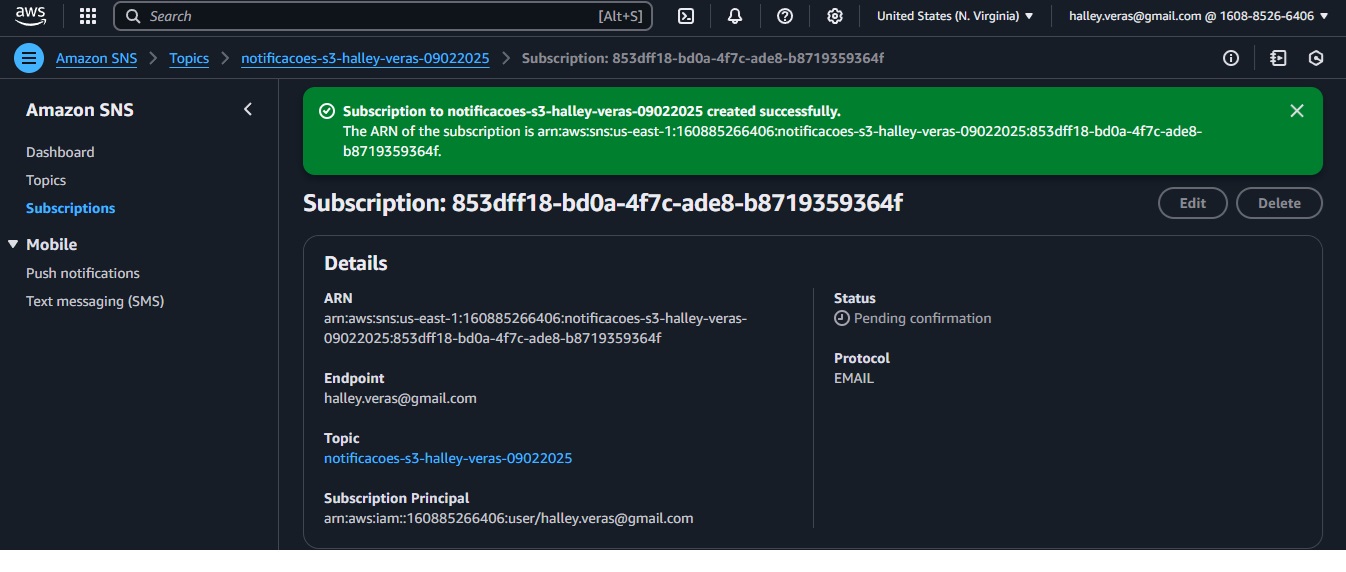 aws
Search
[Alt+S]
United States (N. Virginia)
halley.veras@gmail.com @ 1608-8526-6406
Amazon SNS
Topics
notificacoes-s3-halley-veras-09022025
Subscription: 853dff18-bd0a-4f7c-ade8-b8719359364f
Amazon SNS
Dashboard
Topics
Subscriptions
Mobile
Push notifications
Text messaging (SMS)
Subscription to notificacoes-s3-halley-veras-09022025 created successfully.
The ARN of the subscription is arn:aws:sns:us-east-1:160885266406:notificacoes-s3-halley-veras-09022025:853dff18-bd0a-4f7c-ade8-
b8719359364f.
Subscription: 853dff18-bd0a-4f7c-ade8-b8719359364f
Edit
Delete
Details
ARN
arn:aws:sns:us-east-1:160885266406:notificacoes-s3-halley-veras-
09022025:853dff18-bd0a-4f7c-ade8-b8719359364f
Endpoint
halley.veras@gmail.com
Topic
notificacoes-s3-halley-veras-09022025
Subscription Principal
arn:aws:iam::160885266406:user/halley.veras@gmail.com
Status
Pending confirmation
Protocol
EMAIL